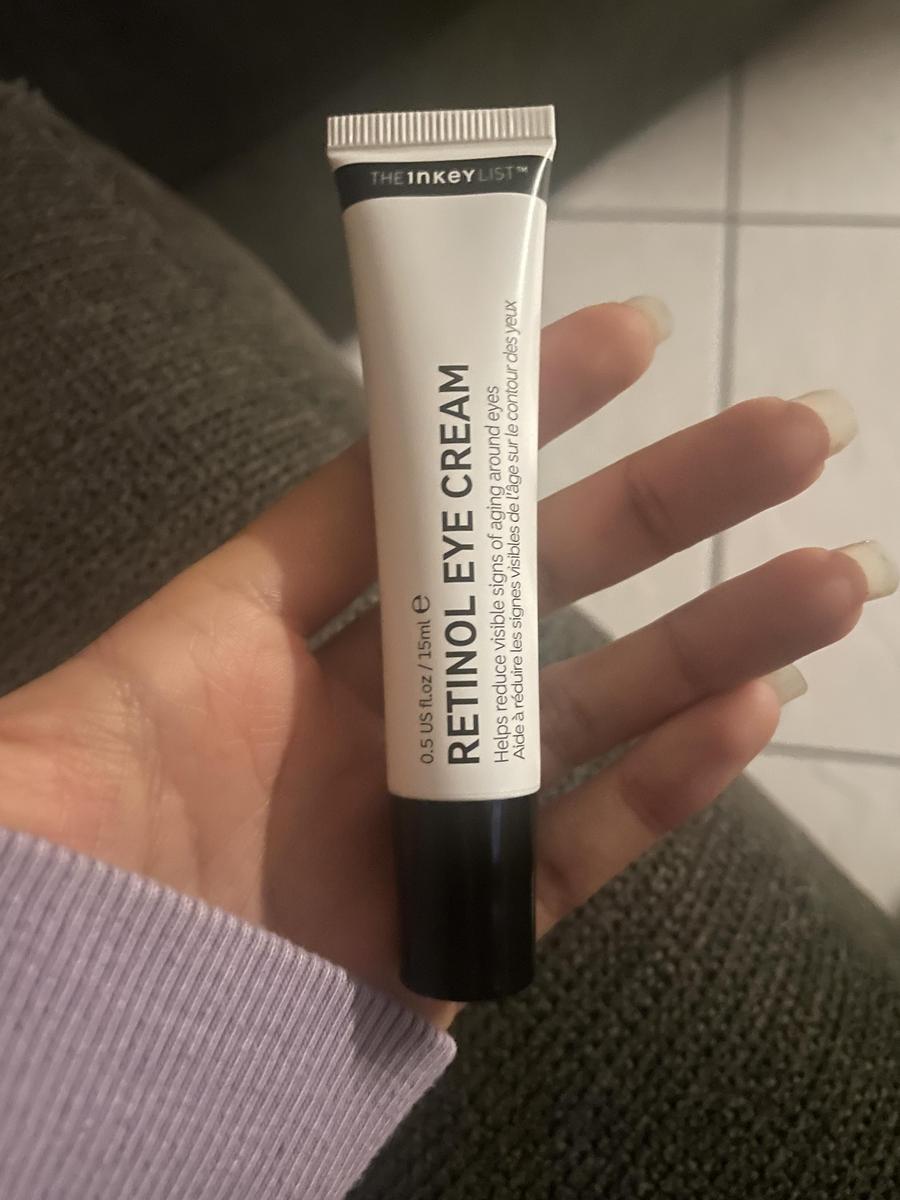 THE INKEY LIST™
0.5 US fl.oz / 15ml ℮
RETINOL EYE CREAM
Helps reduce visible signs of aging around eyes
Aide à réduire les signes visibles de l'âge sur le contour des yeux